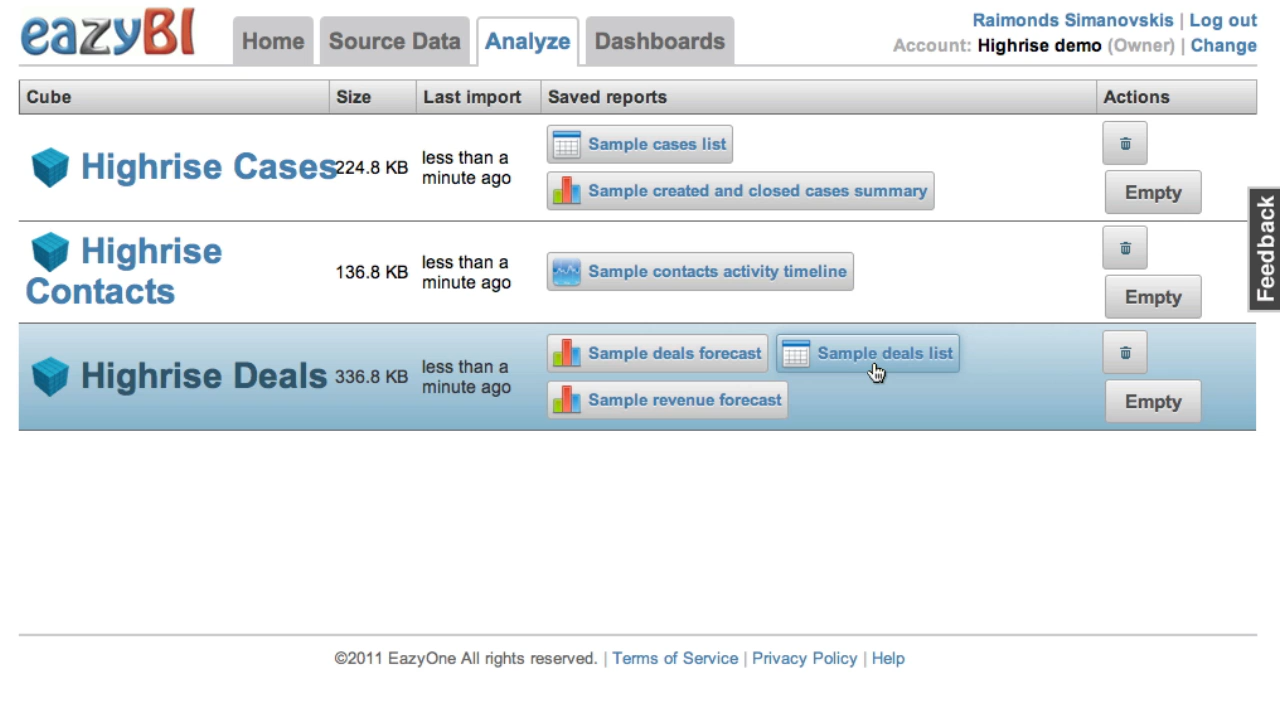 eazyBI
Home
Source Data
Analyze
Dashboards
Raimonds Simanovskis | Log out
Account: Highrise demo (Owner) | Change
Cube
Size
Last import
Saved reports
Actions
Highrise Cases
224.8 KB
less than a
minute ago
Sample cases list
Sample created and closed cases summary
Empty
Highrise
Contacts
136.8 KB
less than a
minute ago
Sample contacts activity timeline
Empty
Highrise Deals
336.8 KB
less than a
minute ago
Sample deals forecast
Sample deals list
Sample revenue forecast
Empty
Feedback
©2011 EazyOne All rights reserved. | Terms of Service | Privacy Policy | Help